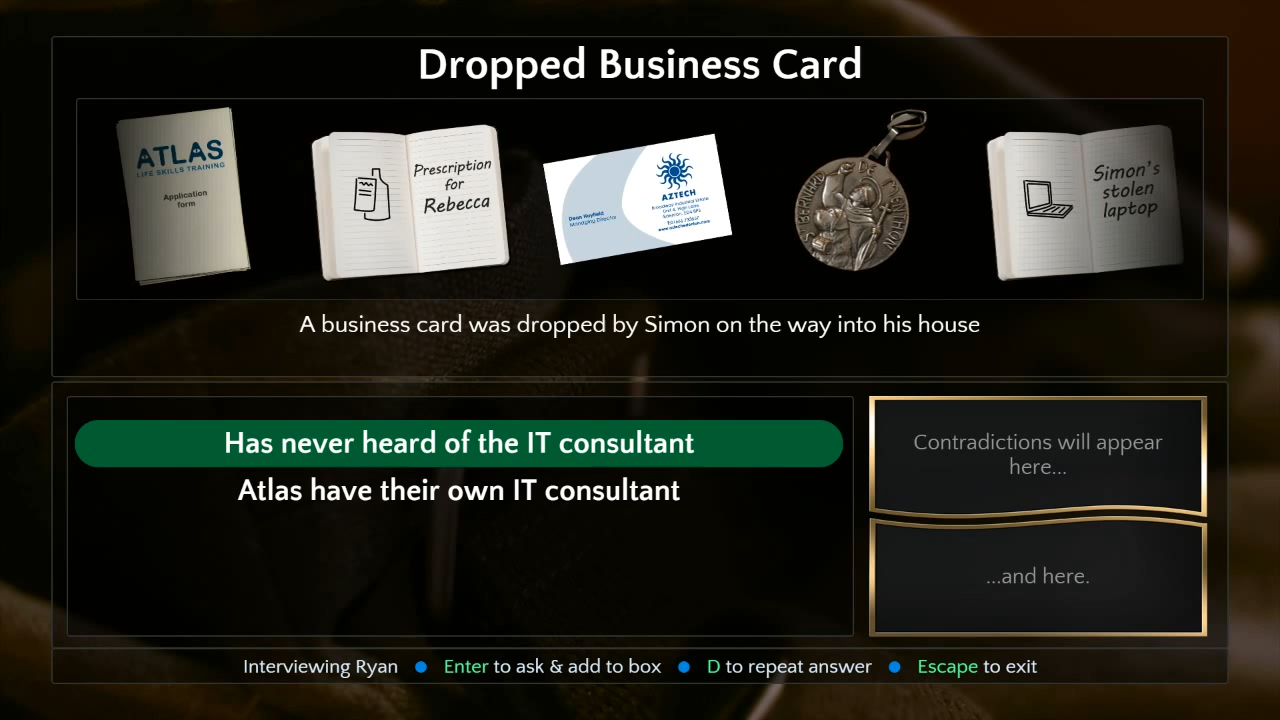 Dropped Business Card
ATLAS
LIFE SKILLS TRAINING
Application
form
Prescription
for
Rebecca
AZTECH
Managing Director
Simon's
stolen
laptop
A business card was dropped by Simon on the way into his house
Has never heard of the IT consultant
Atlas have their own IT consultant
Contradictions will appear
here...
...and here.
Interviewing Ryan Enter to ask & add to box D to repeat answer Escape to exit